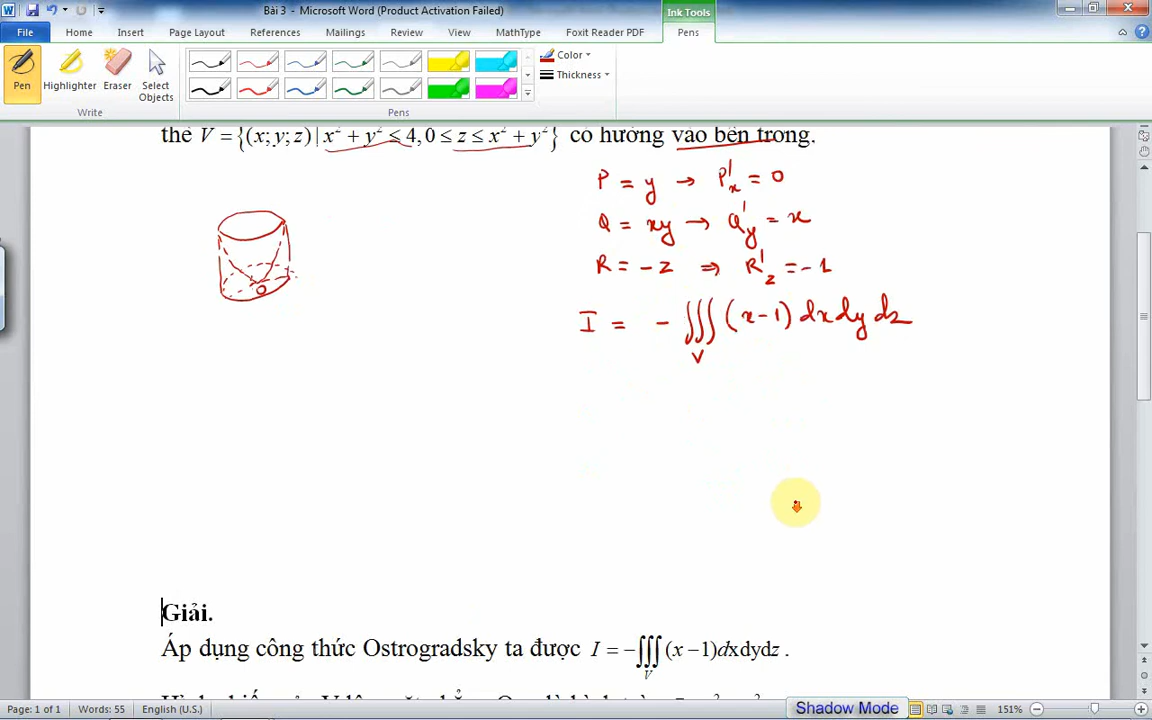 Bài 3 - Microsoft Word (Product Activation Failed)
Ink Tools
File Home Insert Page Layout References Mailings Review View MathType Foxit Reader PDF Pens
Pen Highlighter Eraser Select Objects
Color
Thickness
Write
Pens
thể V = {(x; y; z) | x² + y² ≤ 4, 0 ≤ z ≤ x² + y²} có hướng vào bên trong.
P = y → P'x = 0
Q = xy → Q'y = x
R = -z ⇒ R'z = -1
I = - ∭V (x-1) dxdydz
O
Giải.
Áp dụng công thức Ostrogradsky ta được I = -∭V (x-1)dxdydz .
Page: 1 of 1 Words: 55 English (U.S.) Shadow Mode 151%